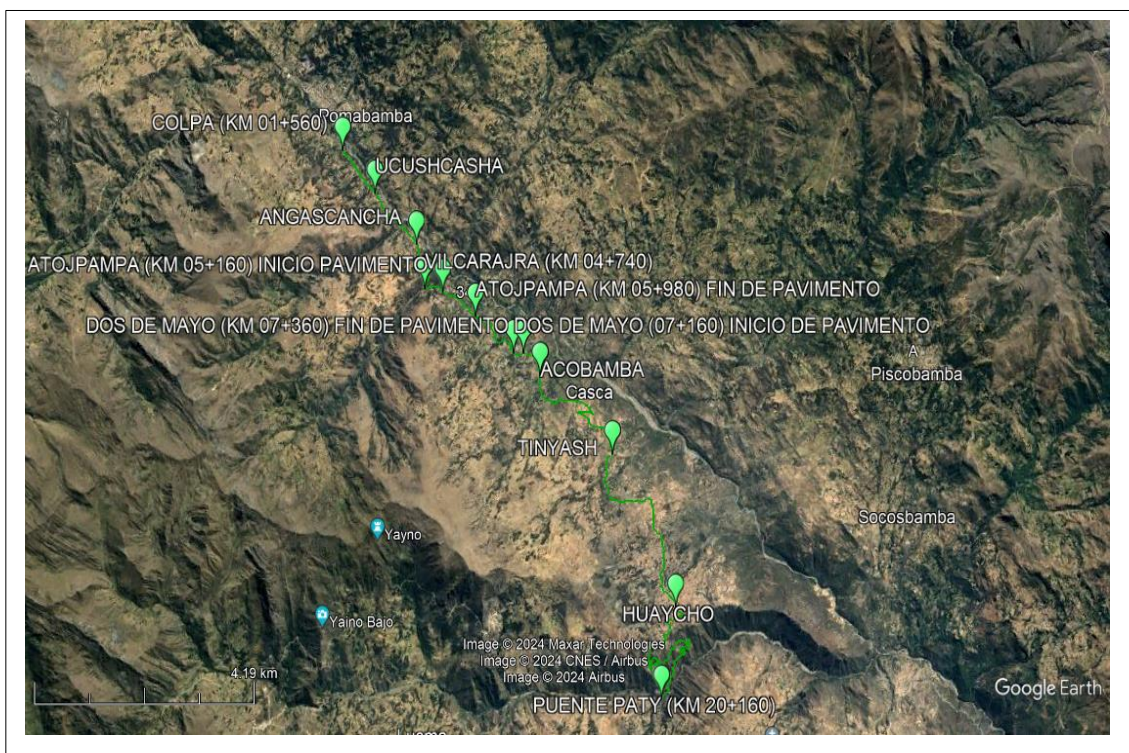 Pomabamba
COLPA (KM 01+560)
UCUSHCASHA
ANGASCANCHA
ATOJPAMPA (KM 05+160) INICIO PAVIMENTO
VILCARAJRA (KM 04+740)
ATOJPAMPA (KM 05+980) FIN DE PAVIMENTO
DOS DE MAYO (KM 07+360) FIN DE PAVIMENTO
DOS DE MAYO (07+160) INICIO DE PAVIMENTO
A
Piscobamba
ACOBAMBA
Casca
TINYASH
Socosbamba
Yayno
HUAYCHO
Yaino Bajo
Image © 2024 Maxar Technologies
Image © 2024 CNES / Airbus
Image © 2024 Airbus
4.19 km
Google Earth
PUENTE PATY (KM 20+160)